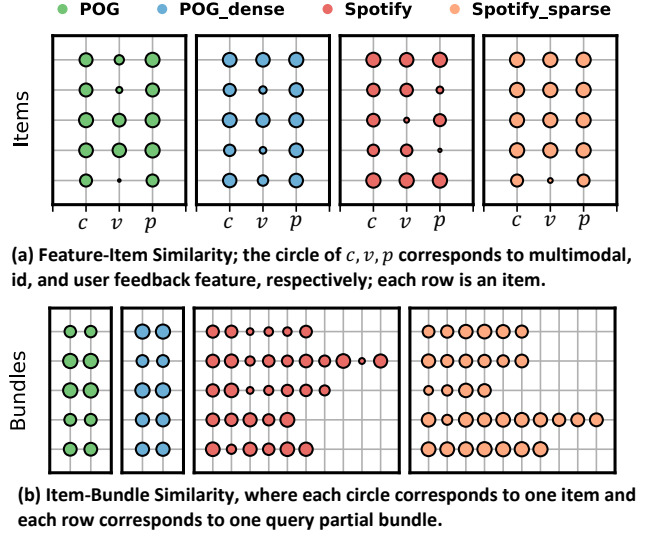 POG POG_dense Spotify Spotify_sparse
Items
c v p c v p c v p c v p
(a) Feature-Item Similarity; the circle of c, v, p corresponds to multimodal,
id, and user feedback feature, respectively; each row is an item.
Bundles
(b) Item-Bundle Similarity, where each circle corresponds to one item and
each row corresponds to one query partial bundle.